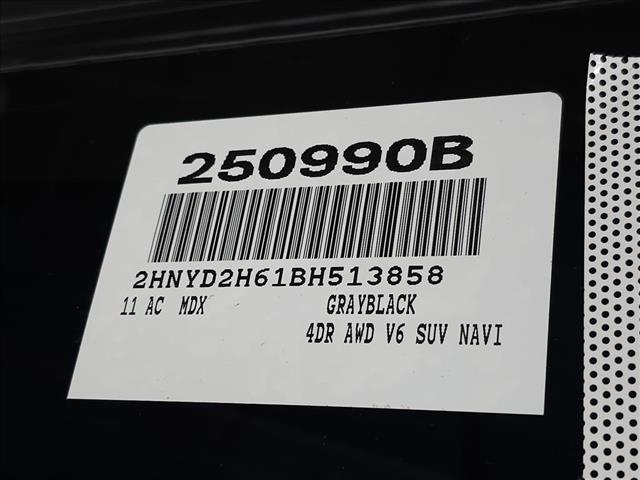 250990B
2HNYD2H61BH513858
11 AC MDX GRAYBLACK
4DR AWD V6 SUV NAVI